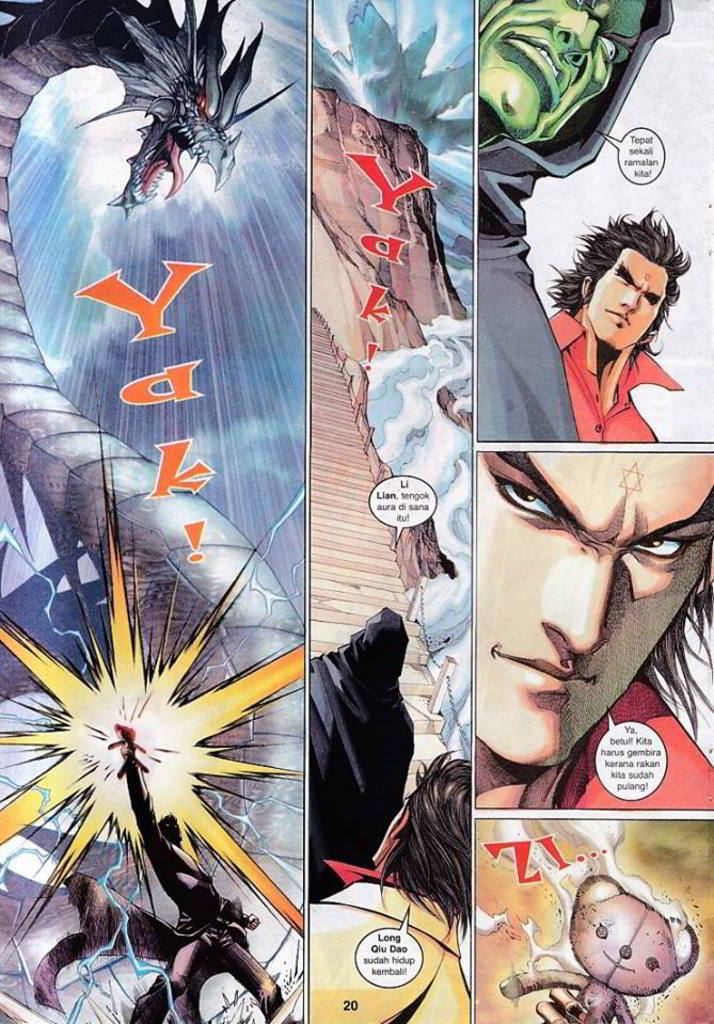 Yak!
Yak!
Li
Lian, tengok
aura di sana
itu!
Long
Qiu Dao
sudah hidup
kembali!
Tepat
sekali
ramalan
kita!
Ya,
betul! Kita
harus gembira
kerana rakan
kita sudah
pulang!
ZI...
20